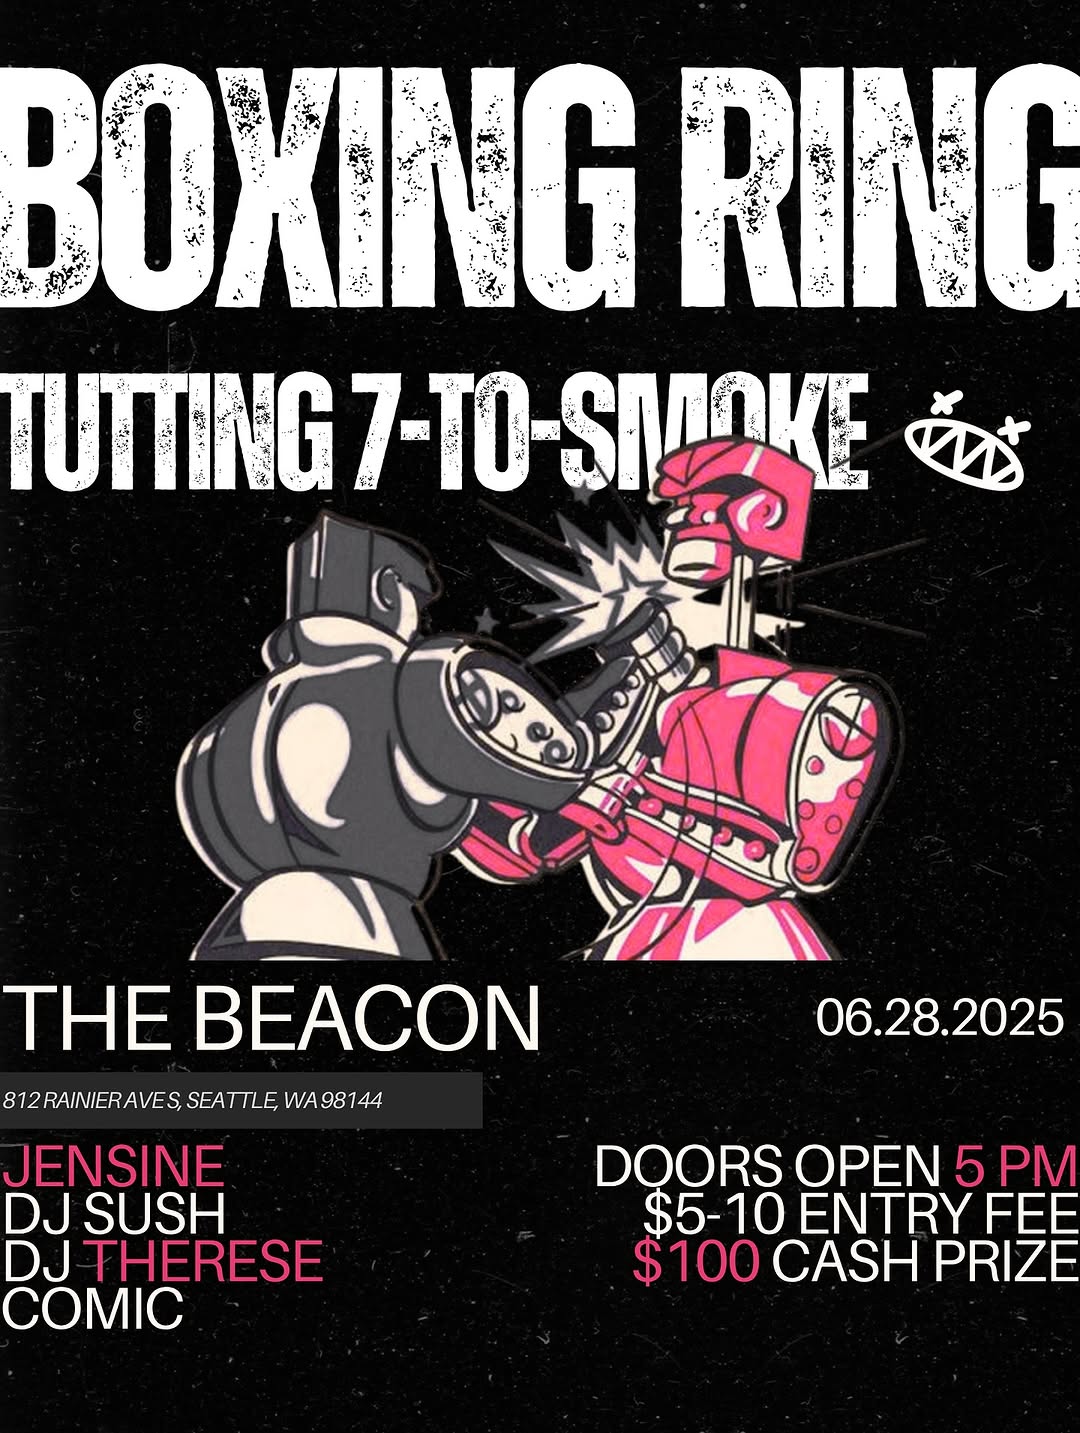 BOXING RING
TUTTING 7-TO-SMOKE
THE BEACON
06.28.2025
812 RAINIER AVE S, SEATTLE, WA 98144
JENSINE
DJ SUSH
DJ THERESE
COMIC
DOORS OPEN 5 PM
$5-10 ENTRY FEE
$100 CASH PRIZE